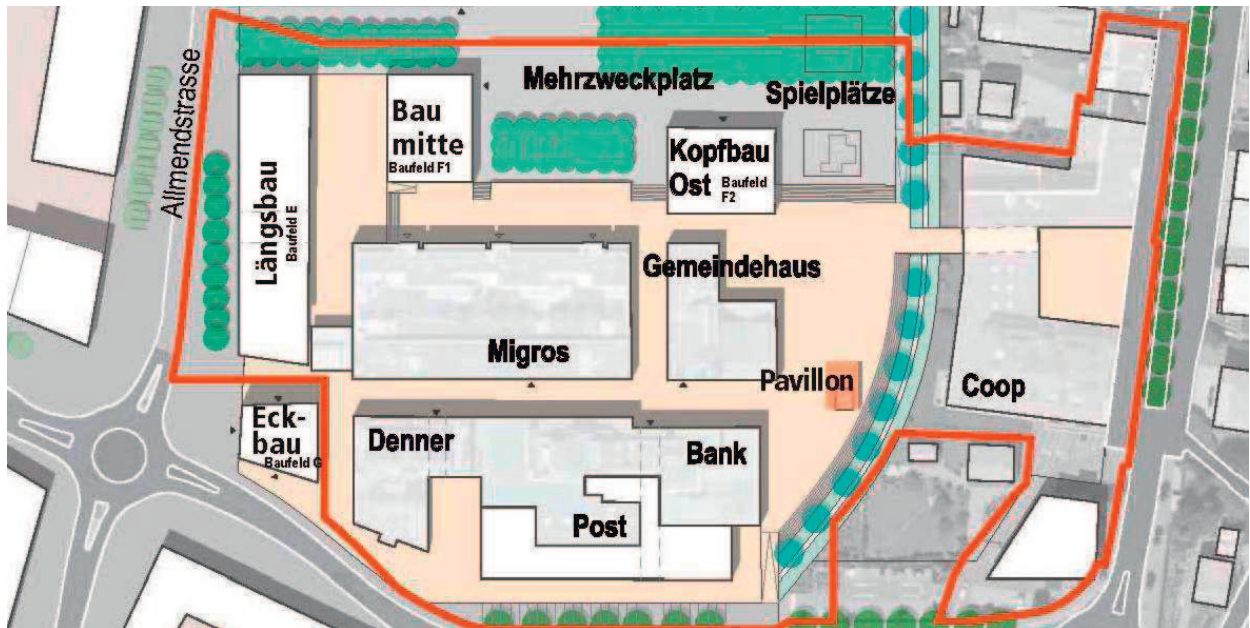 Allmendstrasse
Mehrzweckplatz
Spielplätze
Bau
mitte
Baufeld F1
Kopfbau
Ost
Baufeld
F2
Längsbau
Baufeld E
Gemeindehaus
Migros
Pavillon
Coop
Eck-
bau
Baufeld G
Denner
Bank
Post